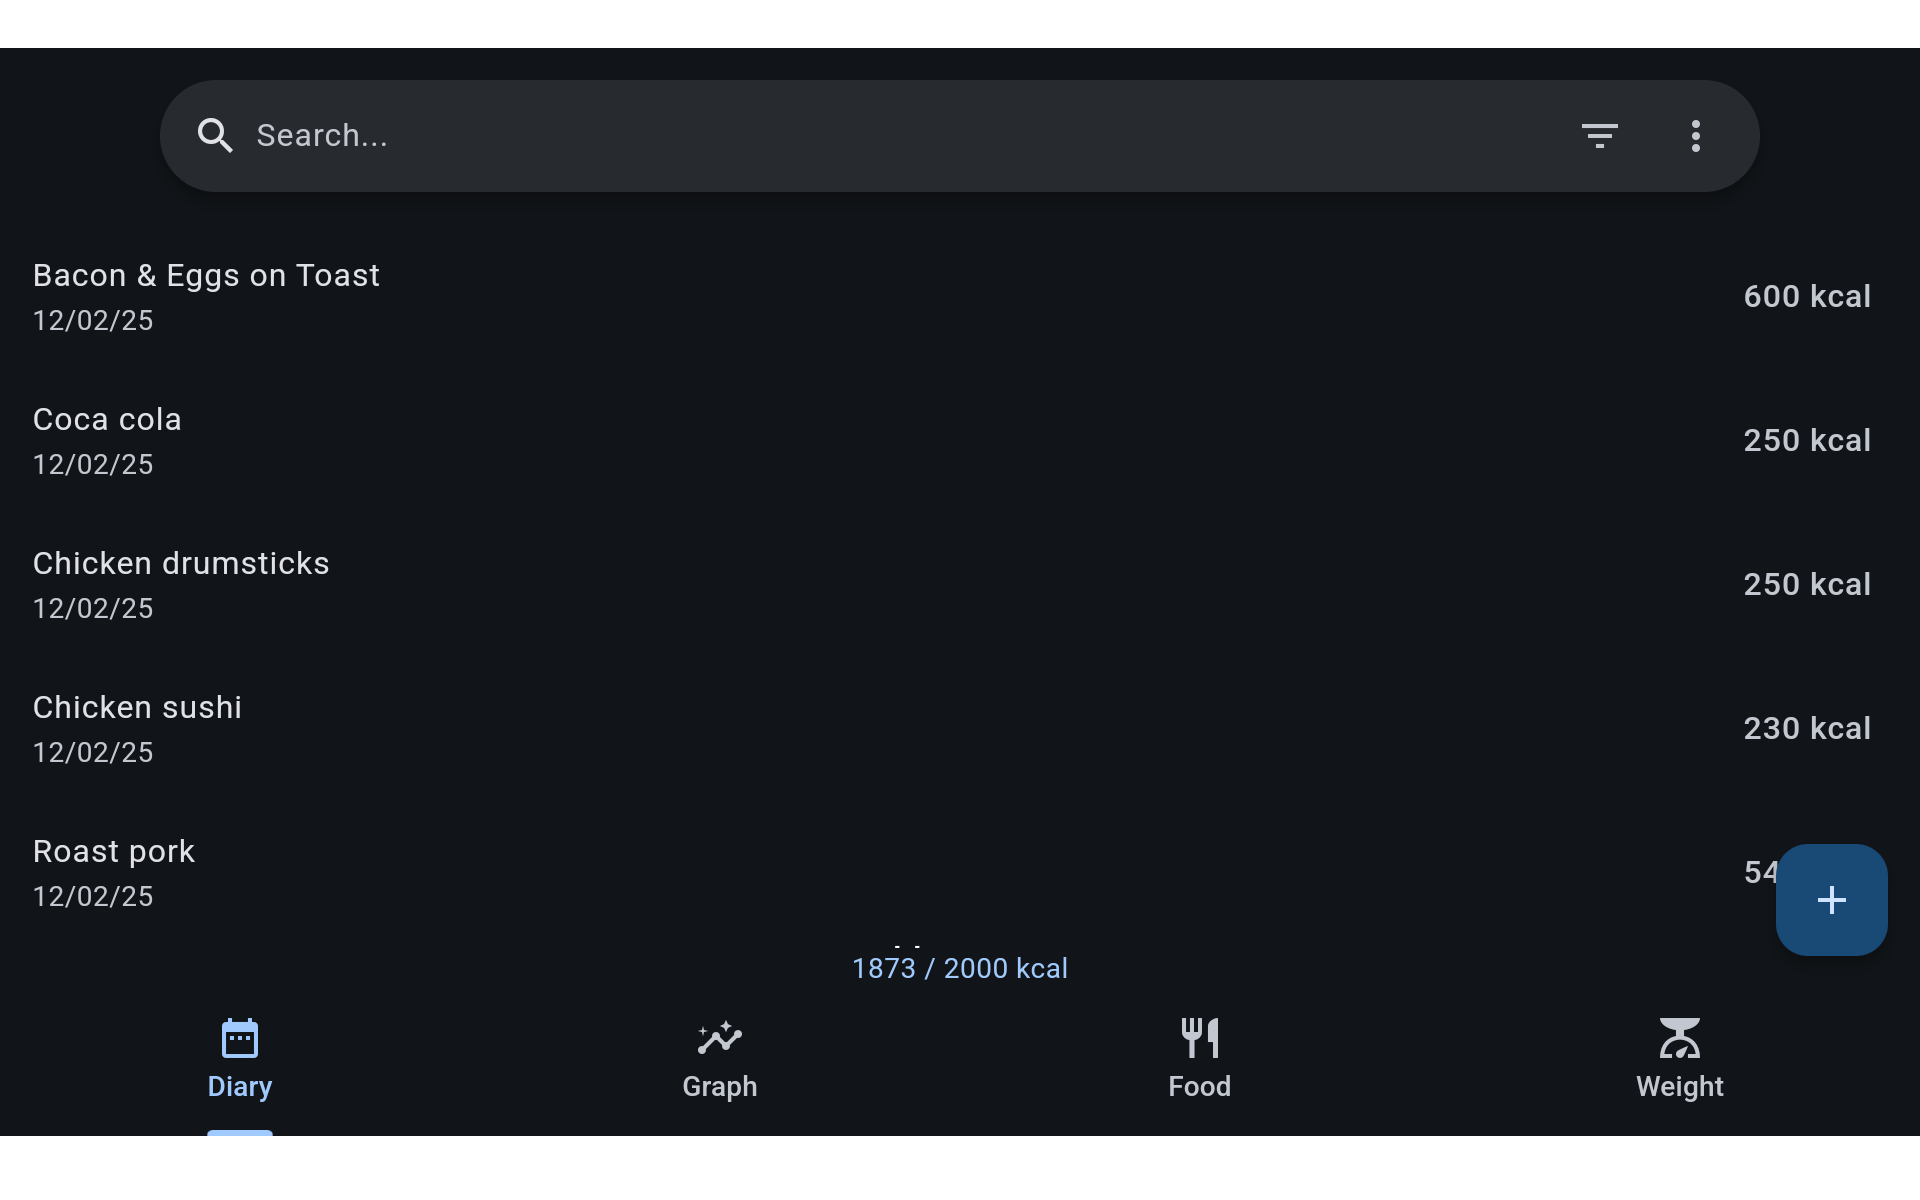 Search...
Bacon & Eggs on Toast
12/02/25
600 kcal
Coca cola
12/02/25
250 kcal
Chicken drumsticks
12/02/25
250 kcal
Chicken sushi
12/02/25
230 kcal
Roast pork
12/02/25
1873 / 2000 kcal
Diary
Graph
Food
Weight